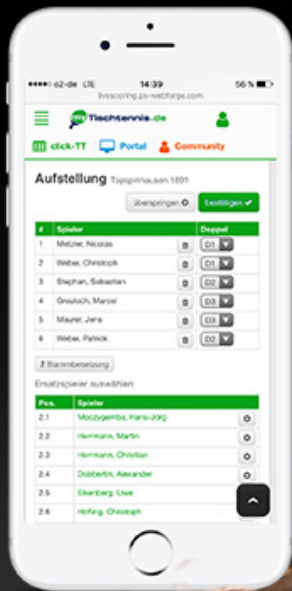 o2-de LTE 14:39 56 %
livescoring.ps-webforge.com
my Tischtennis.de
click-TT Portal Community
Aufstellung Topspinhausen 1891
überspringen bestätigen
# Spieler Doppel
1 Metzler, Nicolas D1
2 Weber, Christoph D1
3 Stephan, Sebastian D2
4 Greulach, Marcel D3
5 Maurer, Jens D3
6 Weber, Patrick D2
Stammbesetzung
Ersatzspieler auswählen
Pos. Spieler
2.1 Moczygemba, Hans-Jörg
2.2 Herrmann, Martin
2.3 Herrmann, Christian
2.4 Dobbertin, Alexander
2.5 Eikenberg, Uwe
2.6 Höfling, Christoph